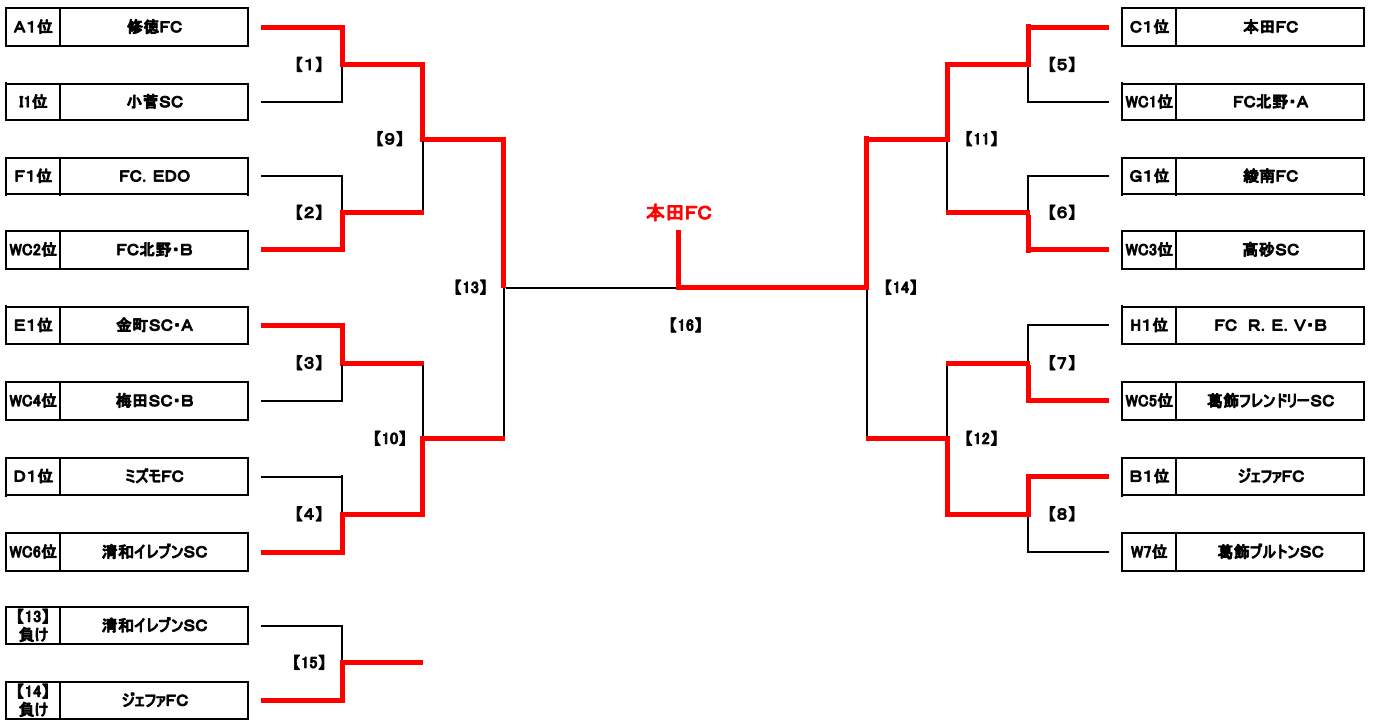 A1位 修徳FC
【1】
I1位 小菅SC
【9】
F1位 FC．EDO
【2】
WC2位 FC北野・B
【13】
E1位 金町SC・A
【3】
WC4位 梅田SC・B
【10】
D1位 ミズモFC
【4】
WC6位 清和イレブンSC
【13】
負け
清和イレブンSC
【15】
【14】
負け
ジェファFC
本田FC
【16】
C1位 本田FC
【5】
WC1位 FC北野・A
【11】
G1位 綾南FC
【6】
WC3位 高砂SC
【14】
H1位 FC R．E．V・B
【7】
WC5位 葛飾フレンドリーSC
【12】
B1位 ジェファFC
【8】
W7位 葛飾ブルトンSC